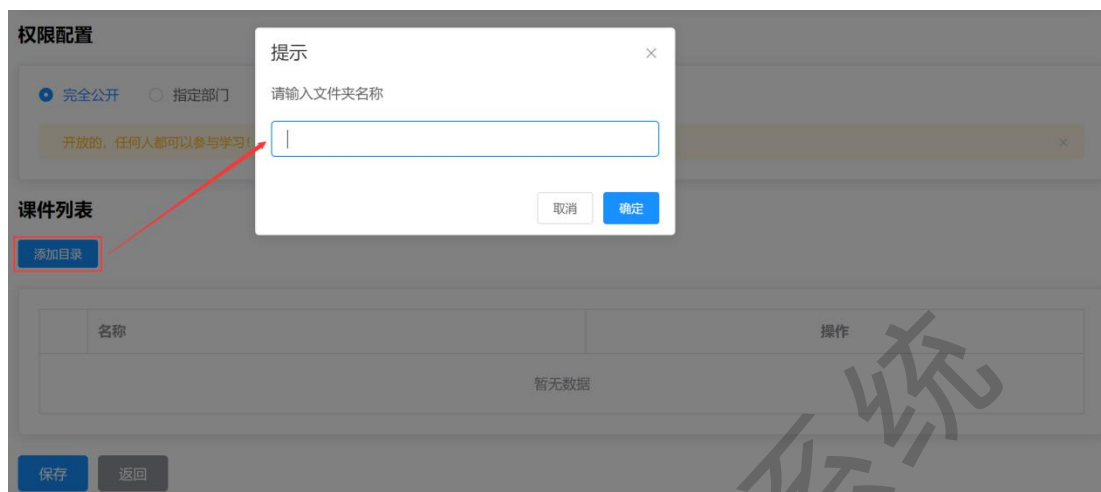 权限配置
提示
请输入文件夹名称
取消 确定
完全公开 指定部门
开放的，任何人都可以参与学习!
课件列表
添加目录
名称 操作
暂无数据
保存 返回
系统